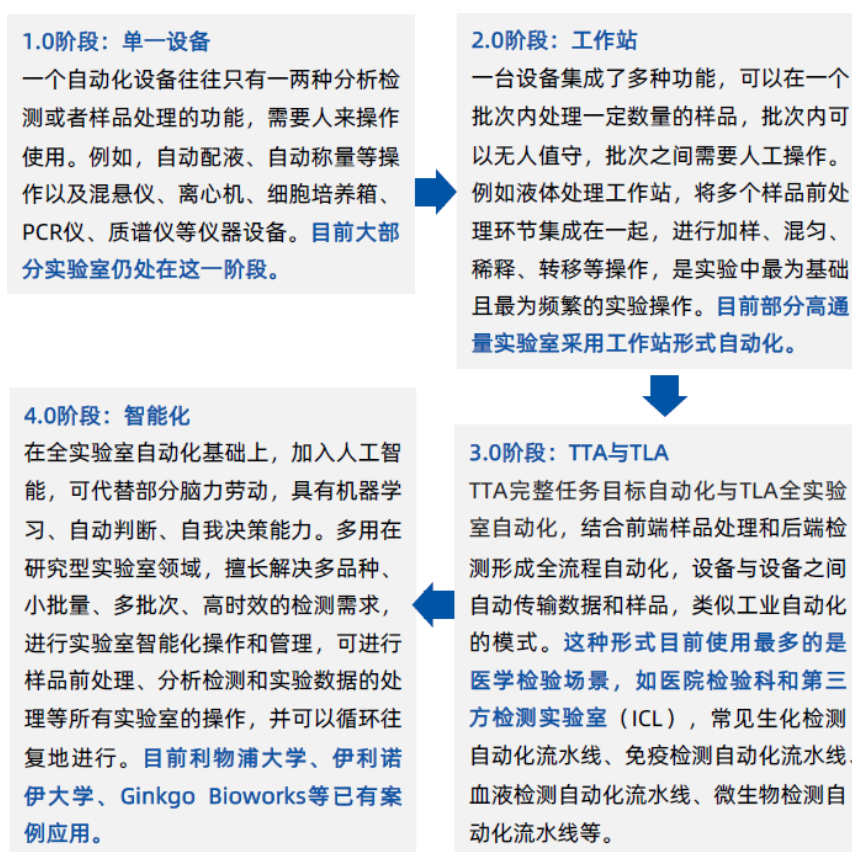 1.0阶段：单一设备
一个自动化设备往往只有一两种分析检
测或者样品处理的功能，需要人来操作
使用。例如，自动配液、自动称量等操
作以及混悬仪、离心机、细胞培养箱、
PCR仪、质谱仪等仪器设备。目前大部
分实验室仍处在这一阶段。
2.0阶段：工作站
一台设备集成了多种功能，可以在一个
批次内处理一定数量的样品，批次内可
以无人值守，批次之间需要人工操作。
例如液体处理工作站，将多个样品前处
理环节集成在一起，进行加样、混匀、
稀释、转移等操作，是实验中最为基础
且最为频繁的实验操作。目前部分高通
量实验室采用工作站形式自动化。
3.0阶段：TTA与TLA
TTA完整任务目标自动化与TLA全实验
室自动化，结合前端样品处理和后端检
测形成全流程自动化，设备与设备之间
自动传输数据和样品，类似工业自动化
的模式。这种形式目前使用最多的是
医学检验场景，如医院检验科和第三
方检测实验室（ICL），常见生化检测
自动化流水线、免疫检测自动化流水线、
血液检测自动化流水线、微生物检测自
动化流水线等。
4.0阶段：智能化
在全实验室自动化基础上，加入人工智
能，可代替部分脑力劳动，具有机器学
习、自动判断、自我决策能力。多用在
研究型实验室领域，擅长解决多品种、
小批量、多批次、高时效的检测需求，
进行实验室智能化操作和管理，可进行
样品前处理、分析检测和实验数据的处
理等所有实验室的操作，并可以循环往
复地进行。目前利物浦大学、伊利诺
伊大学、Ginkgo Bioworks等已有案
例应用。